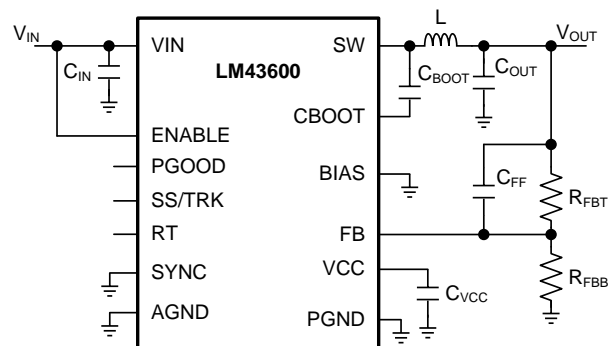 VIN
CIN
VIN
LM43600
SW
L
VOUT
CBOOT
COUT
CBOOT
ENABLE
PGOOD
BIAS
CFF
RFBT
SS/TRK
RT
FB
SYNC
VCC
CVCC
RFBB
AGND
PGND